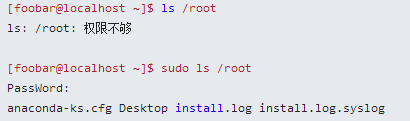 [foobar@localhost ~]$ ls /root
ls: /root: 权限不够
[foobar@localhost ~]$ sudo ls /root
PassWord:
anaconda-ks.cfg Desktop install.log install.log.syslog